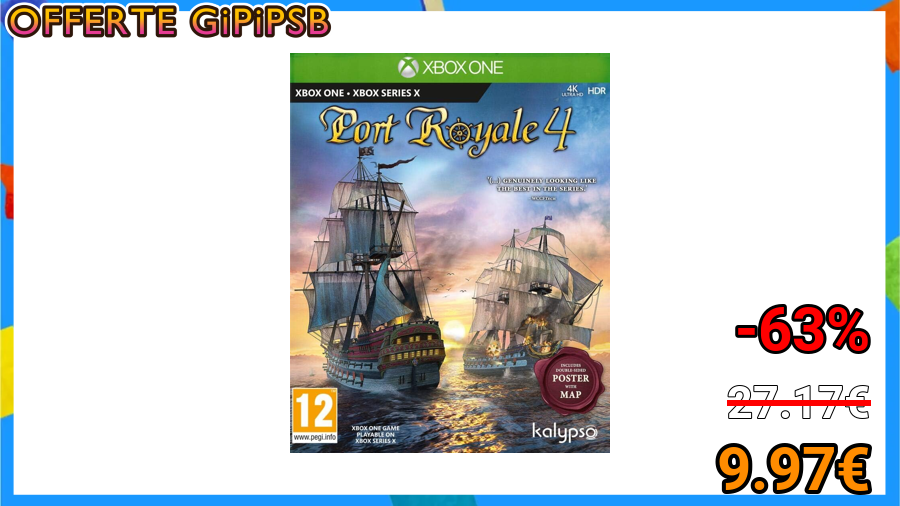 OFFERTE GiPiPSB
XBOX ONE
XBOX ONE • XBOX SERIES X
4K
ULTRA HD
HDR
Port Royale 4
"(...) GENUINELY LOOKING LIKE
THE BEST IN THE SERIES."
INCLUDES
DOUBLE-SIDED
POSTER
WITH
MAP
12
www.pegi.info
XBOX ONE GAME
PLAYABLE ON
XBOX SERIES X
kalypso
-63%
27.17€
9.97€